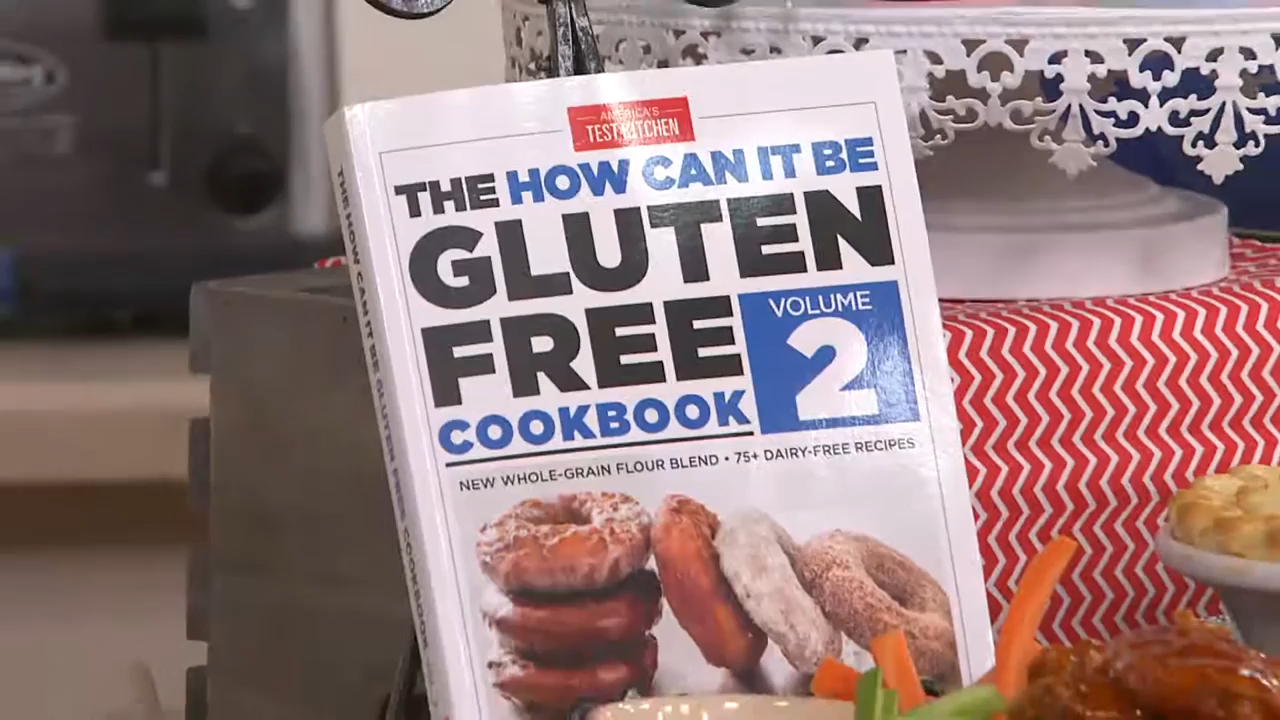 AMERICA'S
TEST KITCHEN
THE HOW CAN IT BE
GLUTEN
FREE
VOLUME
2
COOKBOOK
NEW WHOLE-GRAIN FLOUR BLEND • 75+ DAIRY-FREE RECIPES
THE HOW CAN IT BE GLUTEN FREE COOKBOOK